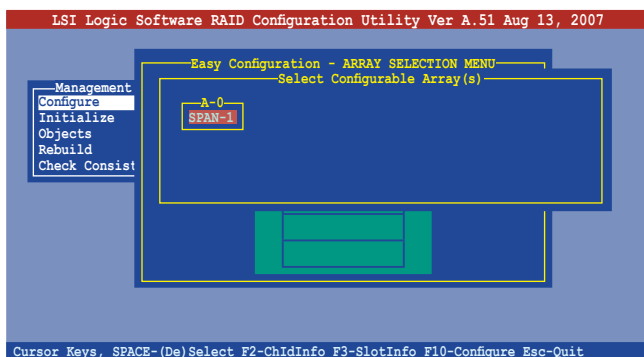 LSI Logic Software RAID Configuration Utility Ver A.51 Aug 13, 2007
Easy Configuration - ARRAY SELECTION MENU
Select Configurable Array(s)
Management
Configure
Initialize
Objects
Rebuild
Check Consist
A-0
SPAN-1
Cursor Keys, SPACE-(De)Select F2-ChIdInfo F3-SlotInfo F10-Configure Esc-Quit